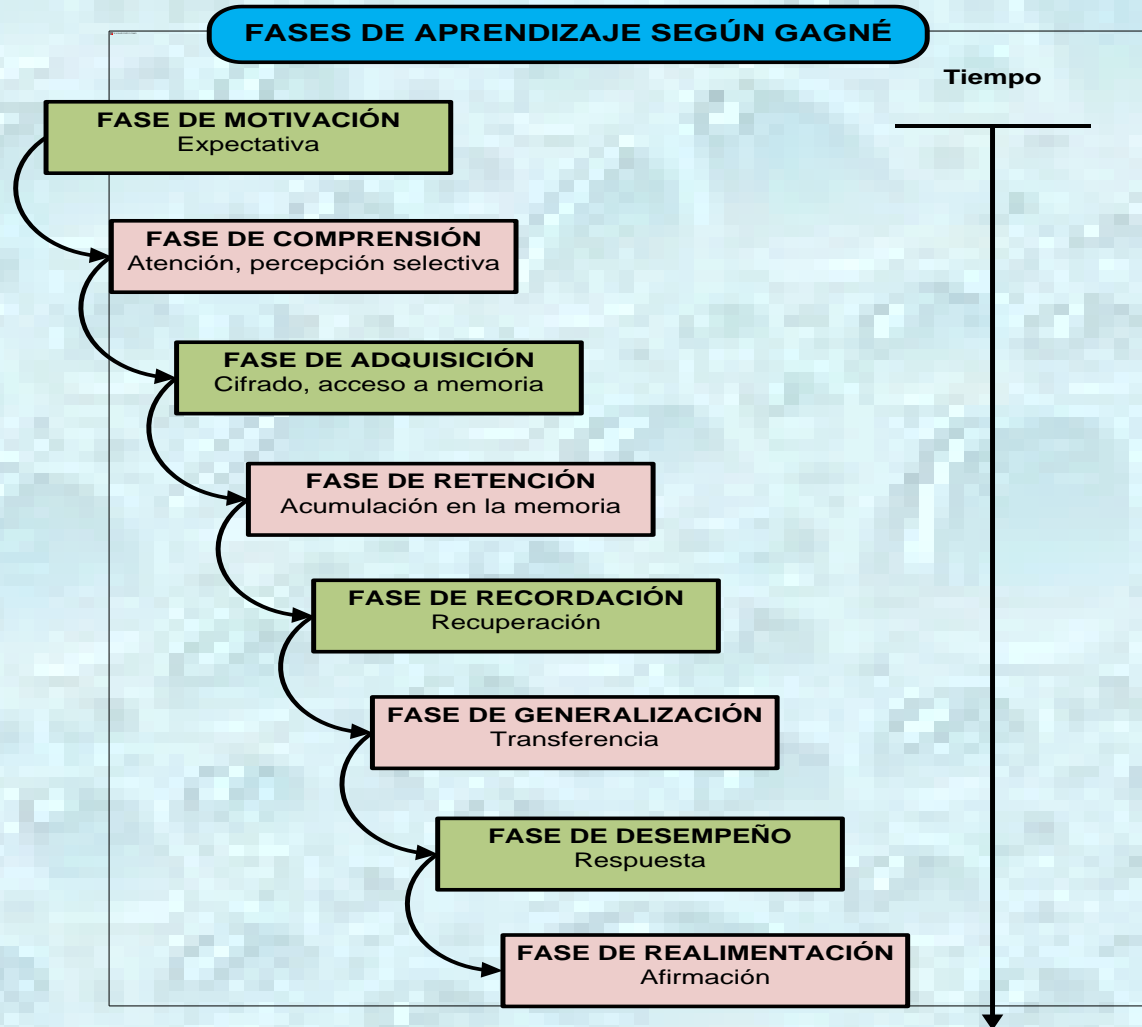 FASES DE APRENDIZAJE SEGÚN GAGNÉ
Tiempo
FASE DE MOTIVACIÓN
Expectativa
FASE DE COMPRENSIÓN
Atención, percepción selectiva
FASE DE ADQUISICIÓN
Cifrado, acceso a memoria
FASE DE RETENCIÓN
Acumulación en la memoria
FASE DE RECORDACIÓN
Recuperación
FASE DE GENERALIZACIÓN
Transferencia
FASE DE DESEMPEÑO
Respuesta
FASE DE REALIMENTACIÓN
Afirmación